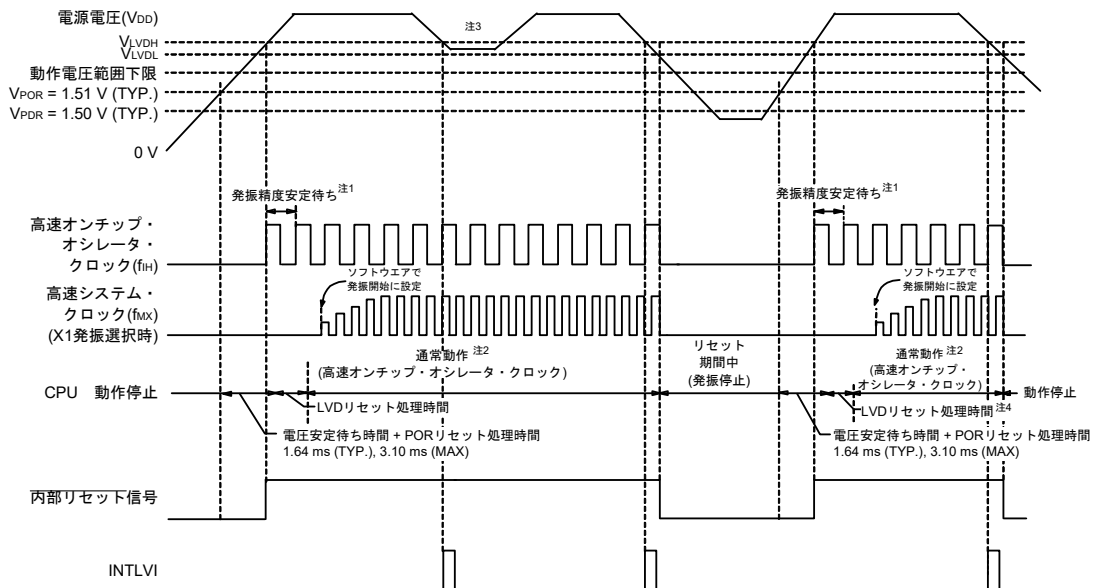 電源電圧(VDD)
注3
VLVDH
VLVDL
動作電圧範囲下限
VPOR = 1.51 V (TYP.)
VPDR = 1.50 V (TYP.)
0 V
発振精度安定待ち 注1
発振精度安定待ち 注1
高速オンチップ・
オシレータ・
クロック(fIH)
ソフトウエアで
発振開始に設定
ソフトウエアで
発振開始に設定
高速システム・
クロック(fMX)
(X1発振選択時)
通常動作 注2
(高速オンチップ・オシレータ・クロック)
リセット
期間中
(発振停止)
通常動作 注2
(高速オンチップ・
オシレータ・クロック)
CPU 動作停止
動作停止
LVDリセット処理時間
LVDリセット処理時間 注4
電圧安定待ち時間 + PORリセット処理時間
1.64 ms (TYP.), 3.10 ms (MAX)
電圧安定待ち時間 + PORリセット処理時間
1.64 ms (TYP.), 3.10 ms (MAX)
内部リセット信号
INTLVI